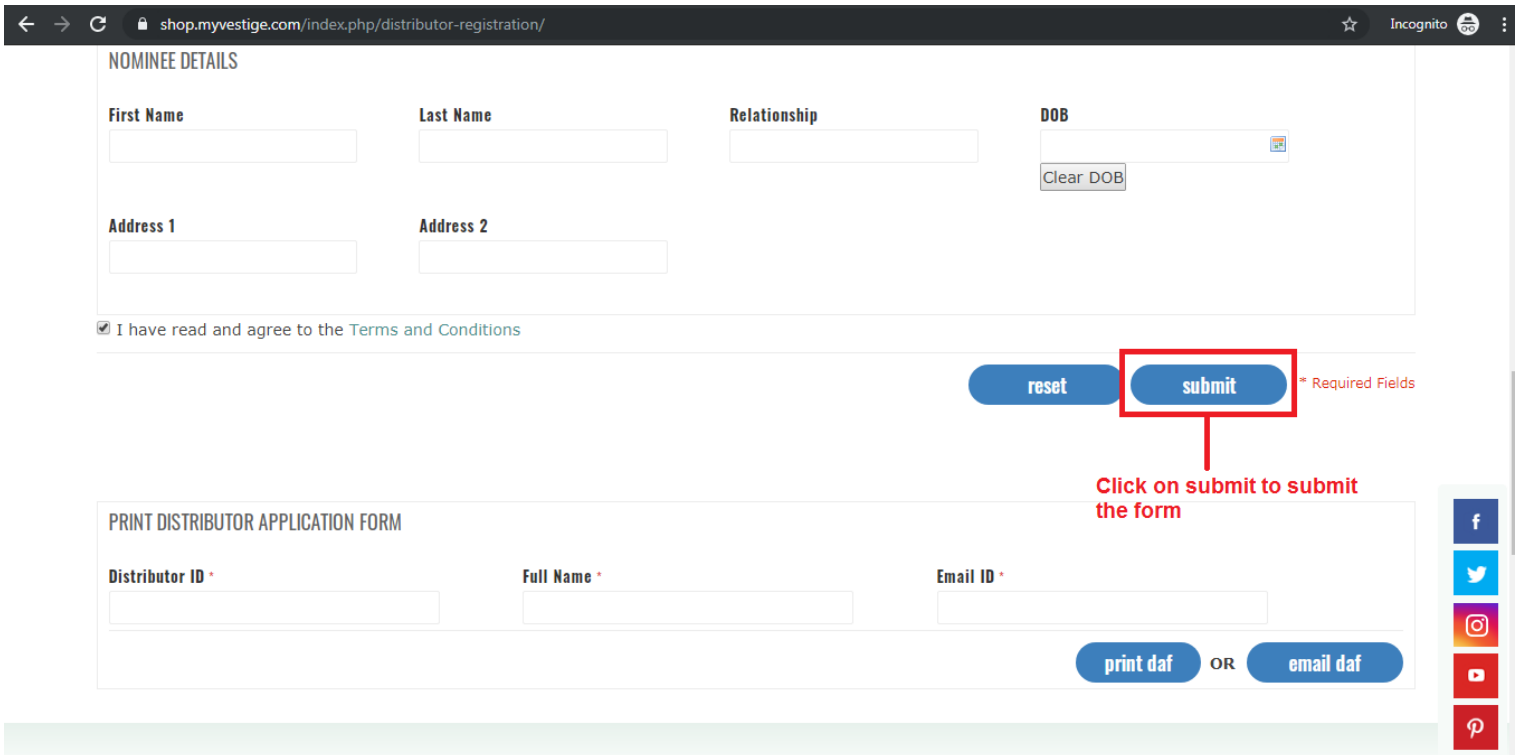 shop.myvestige.com/index.php/distributor-registration/ Incognito
NOMINEE DETAILS
First Name Last Name Relationship DOB
Clear DOB
Address 1 Address 2
I have read and agree to the Terms and Conditions
reset submit * Required Fields
Click on submit to submit
the form
PRINT DISTRIBUTOR APPLICATION FORM
Distributor ID * Full Name * Email ID *
print daf OR email daf